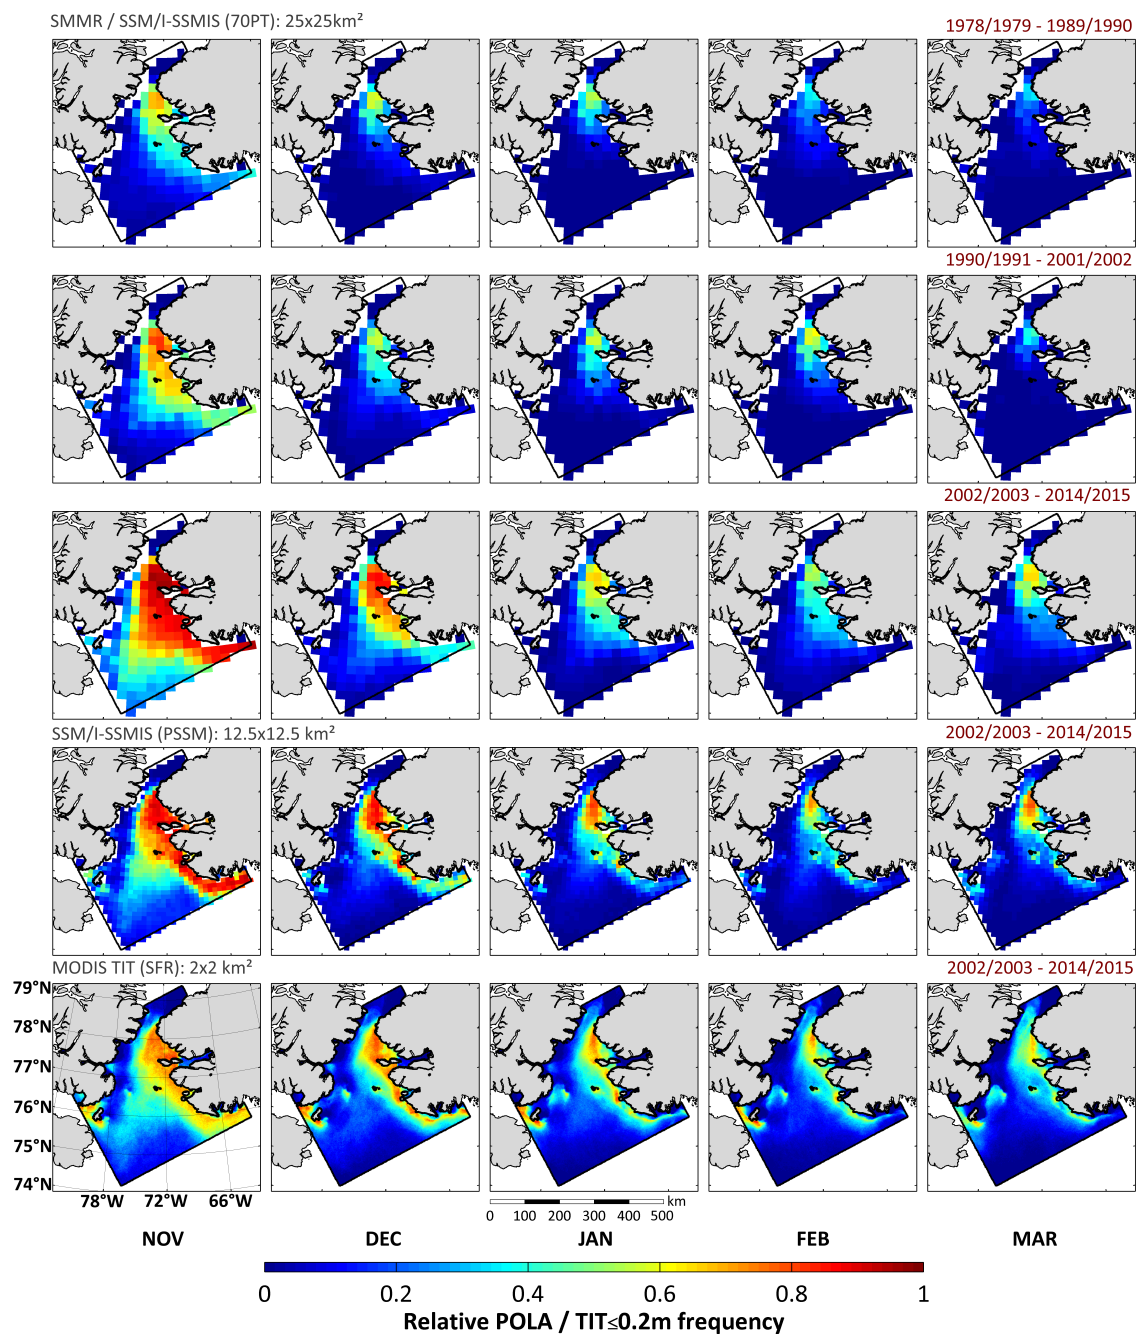 SMMR / SSM/I-SSMIS (70PT): 25x25km²
1978/1979 - 1989/1990
1990/1991 - 2001/2002
2002/2003 - 2014/2015
SSM/I-SSMIS (PSSM): 12.5x12.5 km²
2002/2003 - 2014/2015
MODIS TIT (SFR): 2x2 km²
2002/2003 - 2014/2015
79°N
78°N
77°N
76°N
75°N
74°N
78°W 72°W 66°W
km
0 100 200 300 400 500
NOV DEC JAN FEB MAR
0 0.2 0.4 0.6 0.8 1
Relative POLA / TIT≤0.2m frequency